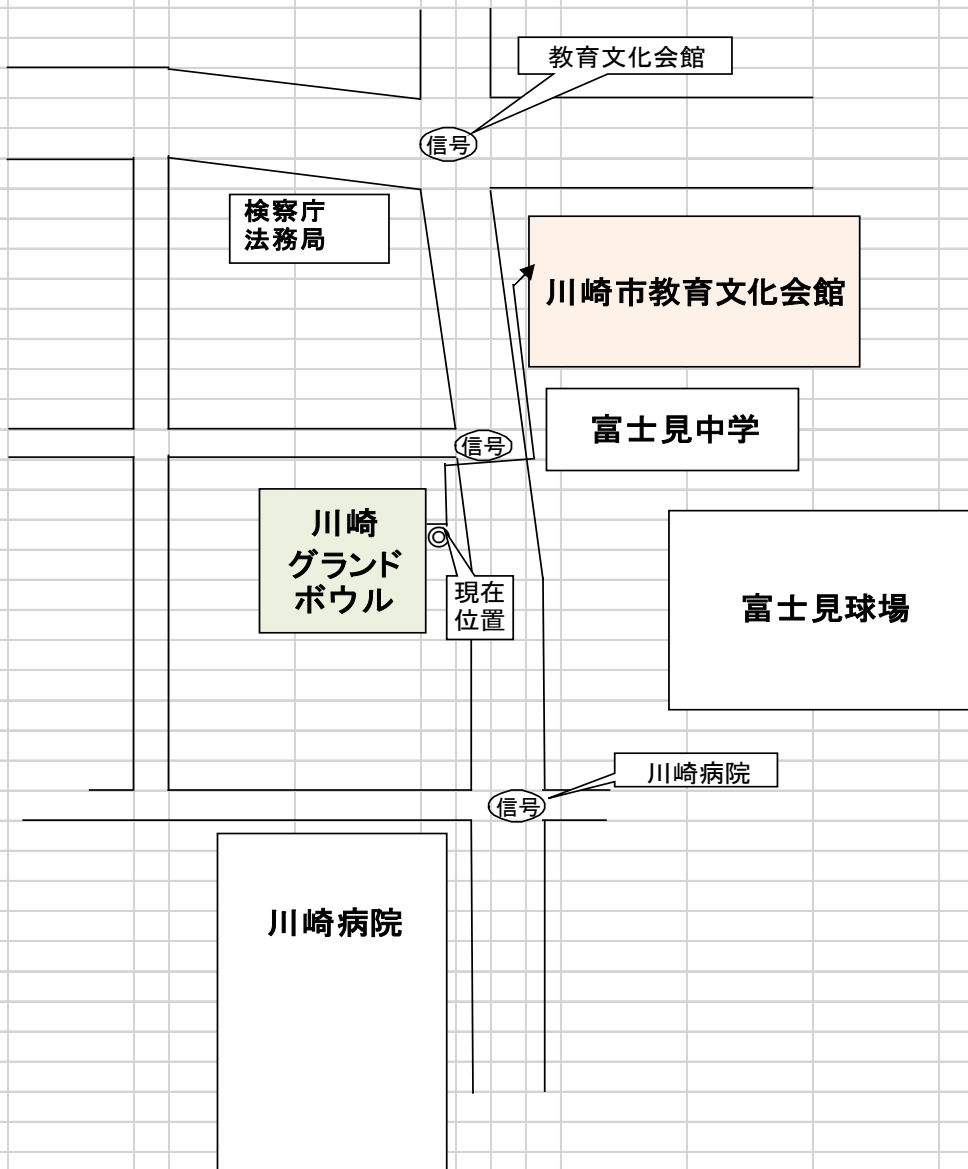 教育文化会館
信号
検察庁
法務局
川崎市教育文化会館
富士見中学
信号
川崎
グランド
ボウル
現在
位置
富士見球場
川崎病院
信号
川崎病院